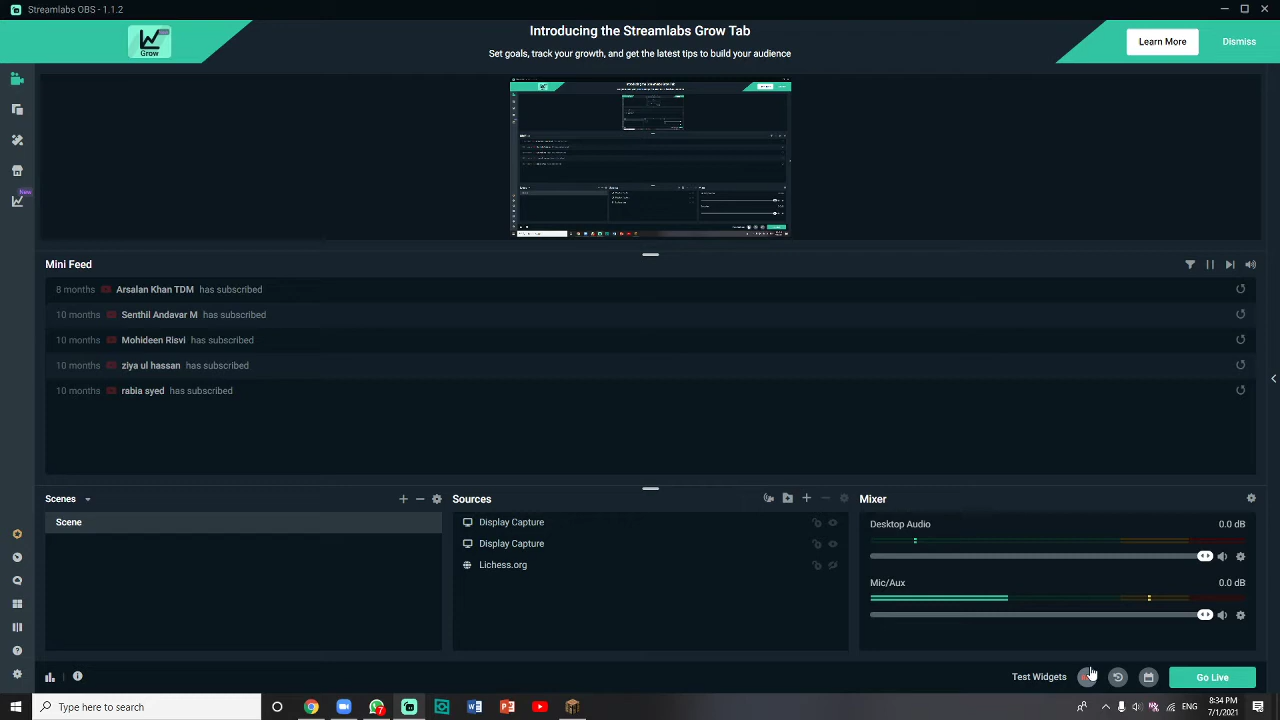 Streamlabs OBS - 1.1.2
Grow
Introducing the Streamlabs Grow Tab
Set goals, track your growth, and get the latest tips to build your audience
Learn More
Dismiss
New
Mini Feed
8 months Arsalan Khan TDM has subscribed
10 months Senthil Andavar M has subscribed
10 months Mohideen Risvi has subscribed
10 months ziya ul hassan has subscribed
10 months rabia syed has subscribed
Scenes
Scene
Sources
Display Capture
Display Capture
Lichess.org
Mixer
Desktop Audio 0.0 dB
Mic/Aux 0.0 dB
Test Widgets
Go Live
Type here to search
7
ENG
8:34 PM
7/1/2021